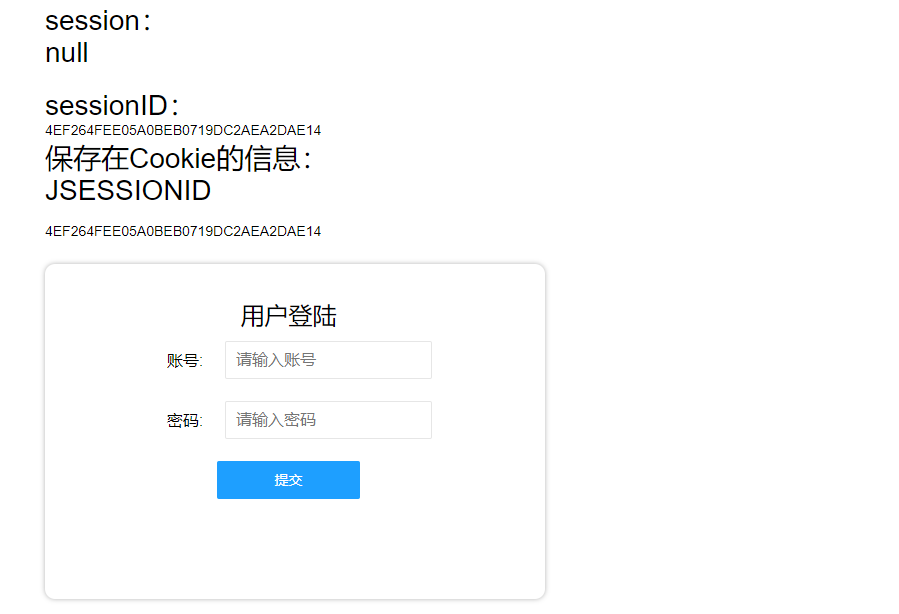 session：
null
sessionID：
4EF264FEE05A0BEB0719DC2AEA2DAE14
保存在Cookie的信息：
JSESSIONID
4EF264FEE05A0BEB0719DC2AEA2DAE14
用户登陆
账号: 请输入账号
密码: 请输入密码
提交